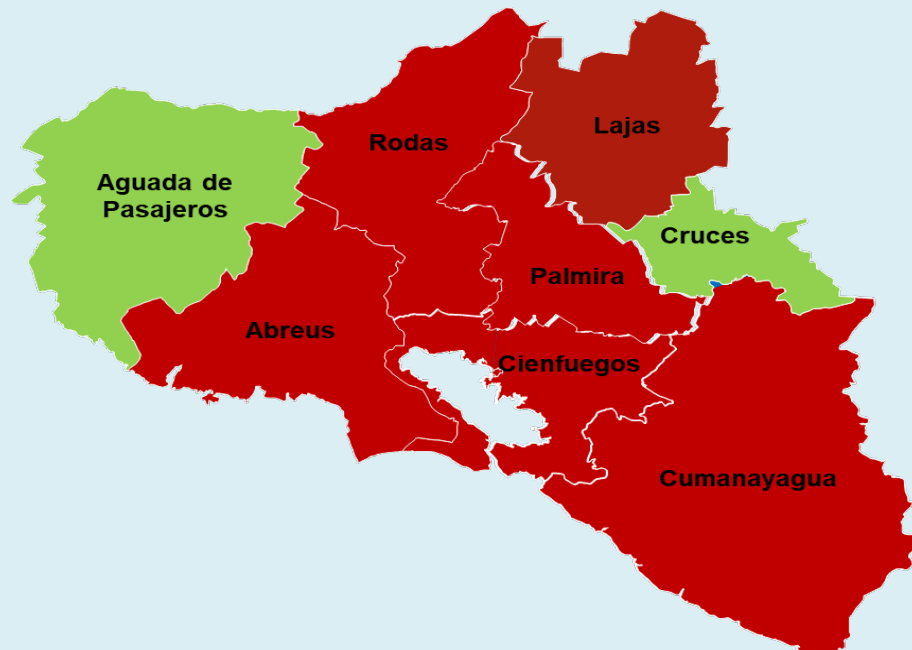 Lajas
Rodas
Aguada de
Pasajeros
Cruces
Palmira
Abreus
Cienfuegos
Cumanayagua